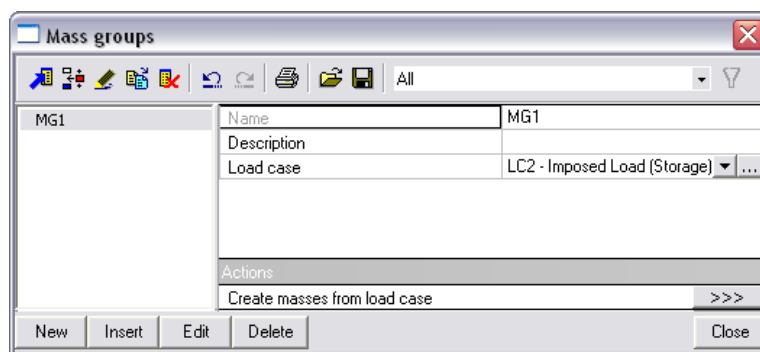 Mass groups
All
MG1
Name MG1
Description
Load case LC2 - Imposed Load (Storage) ...
Actions
Create masses from load case >>>
New Insert Edit Delete Close